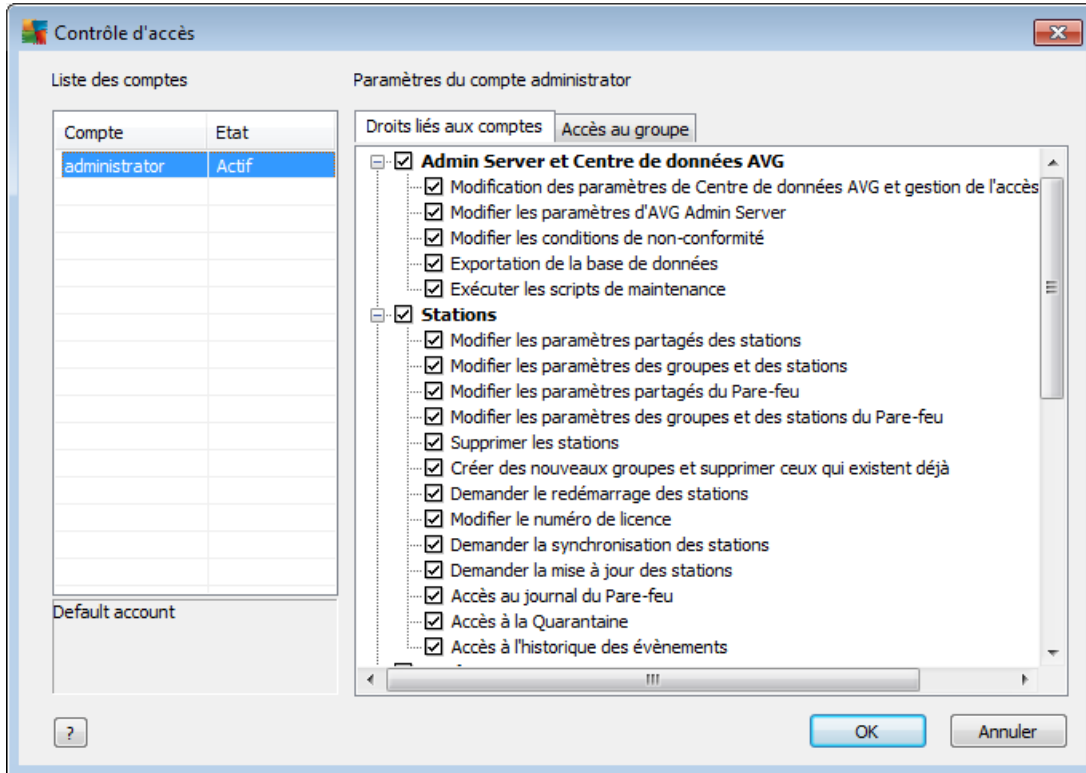 Contrôle d'accès
Liste des comptes
Compte Etat
administrator Actif
Default account
Paramètres du compte administrator
Droits liés aux comptes Accès au groupe
Admin Server et Centre de données AVG
Modification des paramètres de Centre de données AVG et gestion de l'accès
Modifier les paramètres d'AVG Admin Server
Modifier les conditions de non-conformité
Exportation de la base de données
Exécuter les scripts de maintenance
Stations
Modifier les paramètres partagés des stations
Modifier les paramètres des groupes et des stations
Modifier les paramètres partagés du Pare-feu
Modifier les paramètres des groupes et des stations du Pare-feu
Supprimer les stations
Créer des nouveaux groupes et supprimer ceux qui existent déjà
Demander le redémarrage des stations
Modifier le numéro de licence
Demander la synchronisation des stations
Demander la mise à jour des stations
Accès au journal du Pare-feu
Accès à la Quarantaine
Accès à l'historique des évènements
? OK Annuler